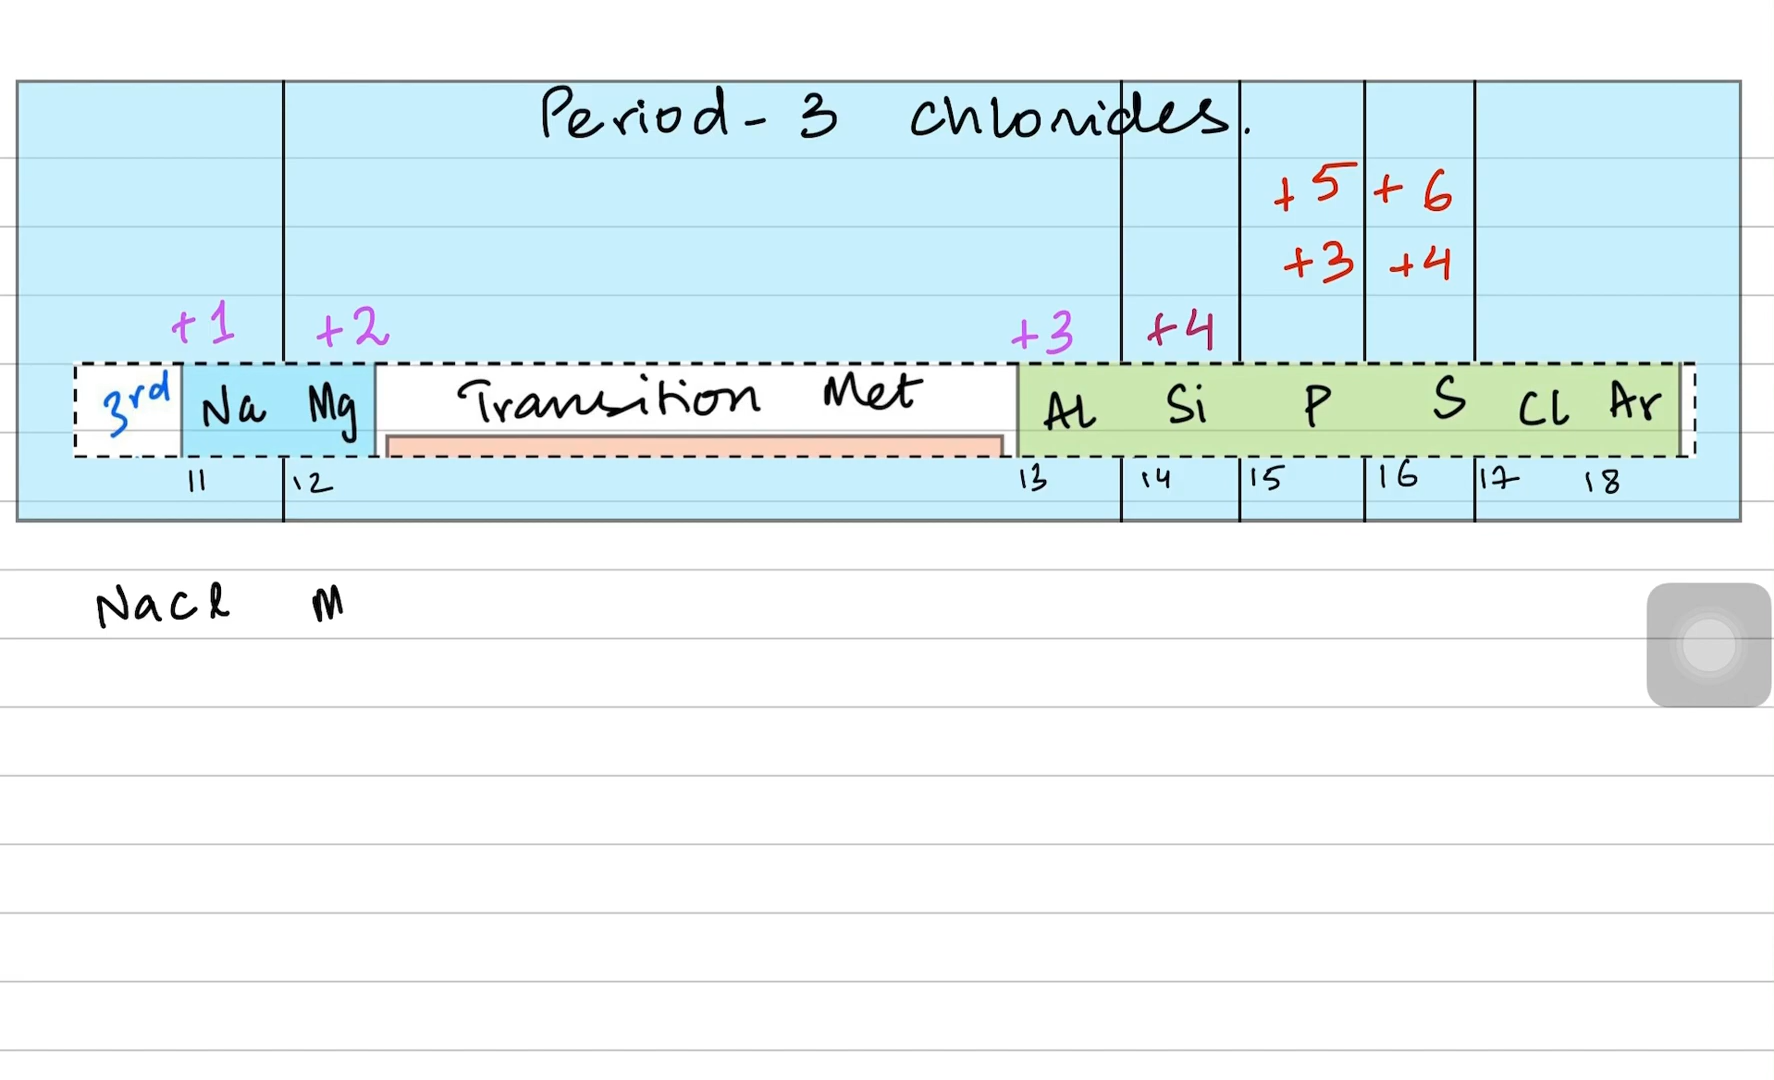 Period - 3 chlorides.
+5 +6
+3 +4
+1 +2 +3 +4
3rd Na Mg Transition Met Al Si P S Cl Ar
11 12 13 14 15 16 17 18
NaCl M